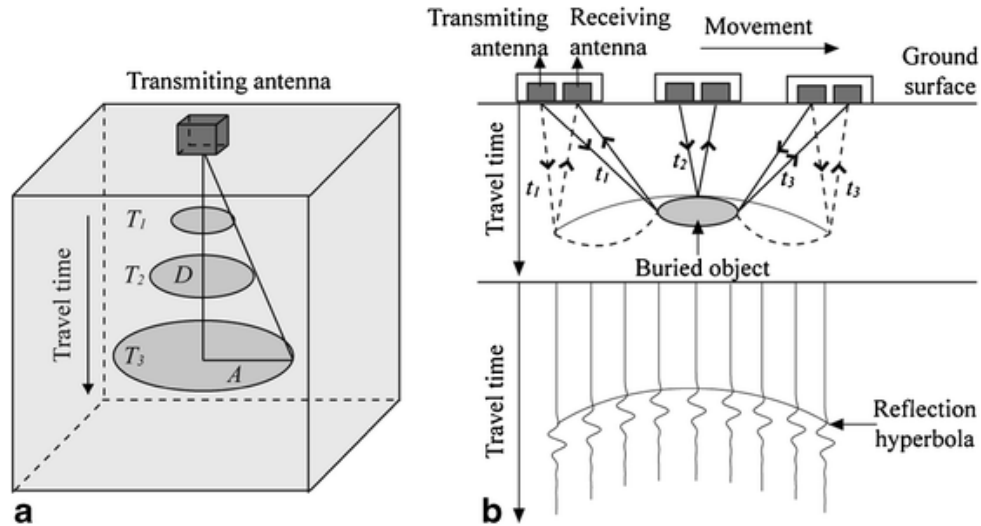 Transmiting antenna
T1
T2
D
T3
A
Travel time
a
Transmiting
antenna
Receiving
antenna
Movement
Ground
surface
Travel time
t1
t1
t2
t3
t3
Buried object
Travel time
Reflection
hyperbola
b